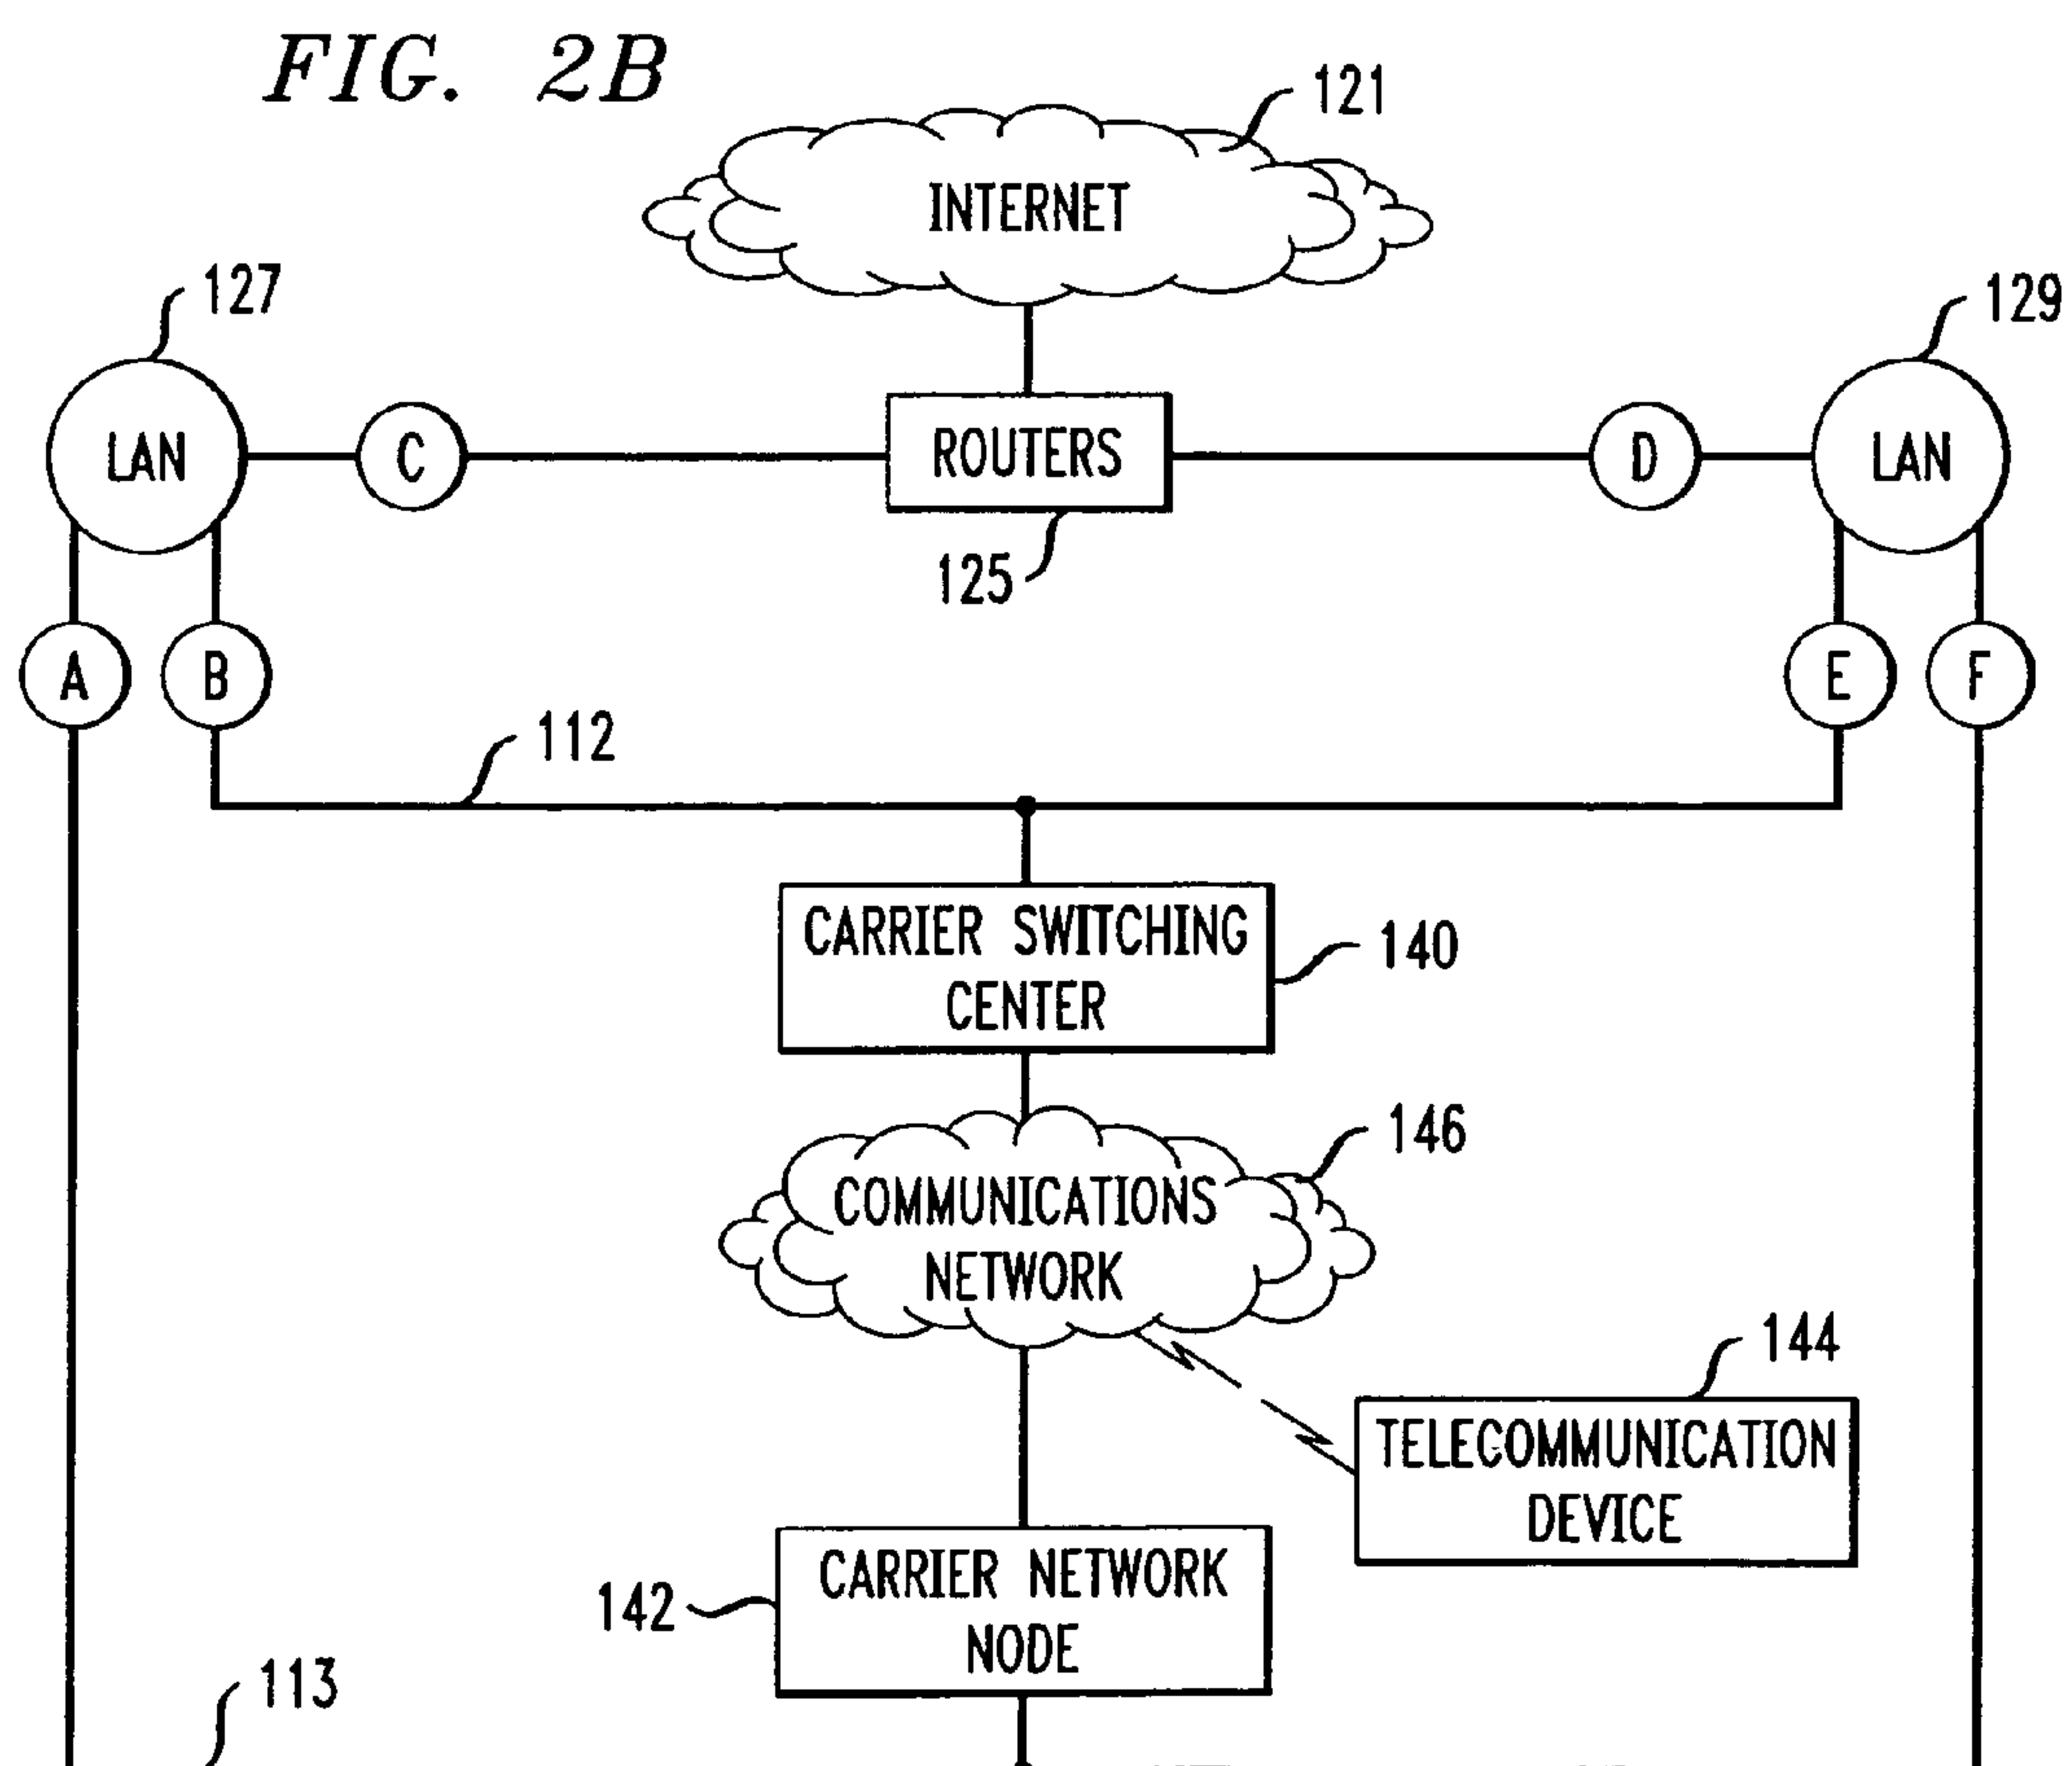 FIG. 2B
121
INTERNET
127
129
LAN
C
ROUTERS
D
LAN
125
A
B
E
F
112
CARRIER SWITCHING
CENTER
140
146
COMMUNICATIONS
NETWORK
144
TELECOMMUNICATION
DEVICE
CARRIER NETWORK
NODE
142
113